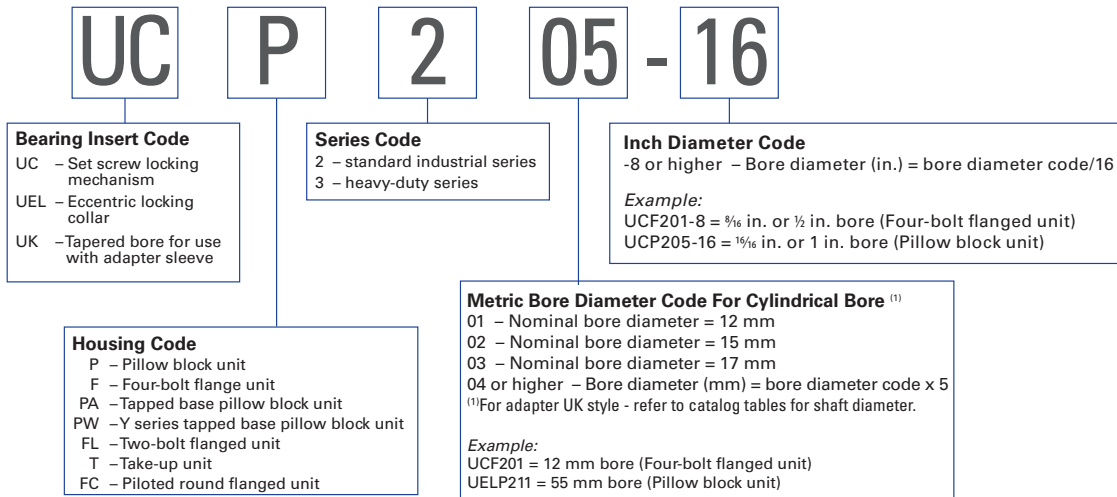 UC P 2 05 - 16
Bearing Insert Code
UC – Set screw locking
mechanism
UEL – Eccentric locking
collar
UK – Tapered bore for use
with adapter sleeve
Series Code
2 – standard industrial series
3 – heavy-duty series
Inch Diameter Code
-8 or higher – Bore diameter (in.) = bore diameter code/16
Example:
UCF201-8 = 8/16 in. or ½ in. bore (Four-bolt flanged unit)
UCP205-16 = 16/16 in. or 1 in. bore (Pillow block unit)
Housing Code
P – Pillow block unit
F – Four-bolt flange unit
PA – Tapped base pillow block unit
PW – Y series tapped base pillow block unit
FL – Two-bolt flanged unit
T – Take-up unit
FC – Piloted round flanged unit
Metric Bore Diameter Code For Cylindrical Bore (1)
01 – Nominal bore diameter = 12 mm
02 – Nominal bore diameter = 15 mm
03 – Nominal bore diameter = 17 mm
04 or higher – Bore diameter (mm) = bore diameter code x 5
(1)For adapter UK style - refer to catalog tables for shaft diameter.
Example:
UCF201 = 12 mm bore (Four-bolt flanged unit)
UELP211 = 55 mm bore (Pillow block unit)